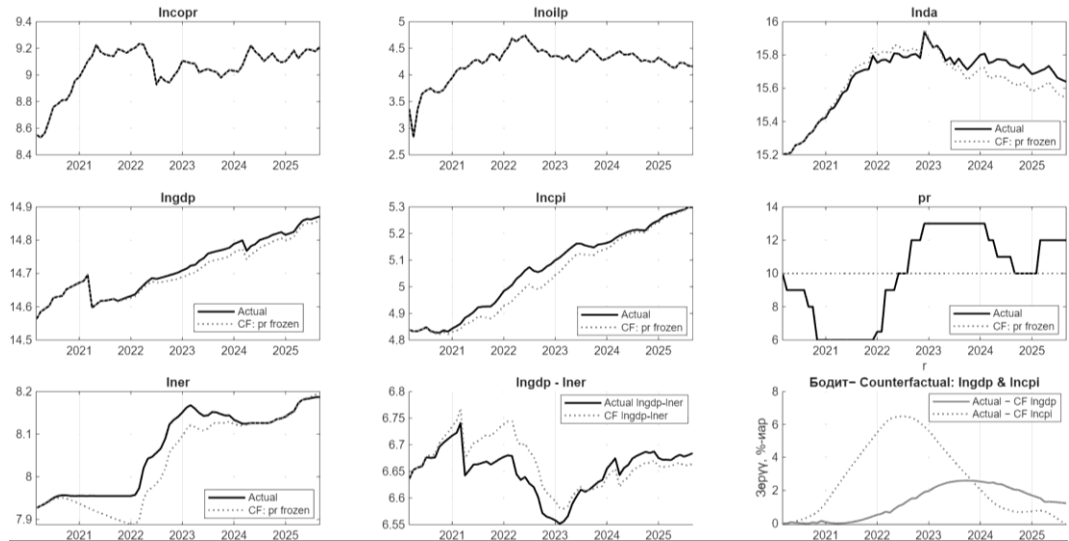 lncopr
9.4
9.2
9
8.8
8.6
8.4
2021 2022 2023 2024 2025
lnoilp
5
4.5
4
3.5
3
2.5
2021 2022 2023 2024 2025
lnda
16
15.8
15.6
15.4
15.2
Actual
CF: pr frozen
2021 2022 2023 2024 2025
lngdp
14.9
14.8
14.7
14.6
14.5
Actual
CF: pr frozen
2021 2022 2023 2024 2025
lncpi
5.3
5.2
5.1
5
4.9
4.8
Actual
CF: pr frozen
2021 2022 2023 2024 2025
pr
14
12
10
8
6
Actual
CF: pr frozen
2021 2022 2023 2024 2025
r
lner
8.2
8.1
8
7.9
Actual
CF: pr frozen
2021 2022 2023 2024 2025
lngdp - lner
6.8
6.75
6.7
6.65
6.6
6.55
Actual lngdp-lner
CF lngdp-lner
2021 2022 2023 2024 2025
Бодит− Counterfactual: lngdp & lncpi
Actual − CF lngdp
Actual − CF lncpi
Зөрүү, %-иар
8
6
4
2
0
2021 2022 2023 2024 2025